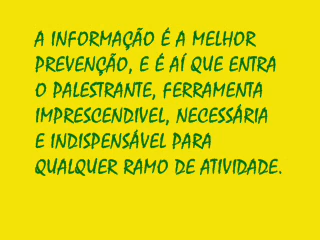 A INFORMAÇÃO É A MELHOR
PREVENÇÃO, E É AÍ QUE ENTRA
O PALESTRANTE, FERRAMENTA
IMPRESCENDIVEL, NECESSÁRIA
E INDISPENSÁVEL PARA
QUALQUER RAMO DE ATIVIDADE.